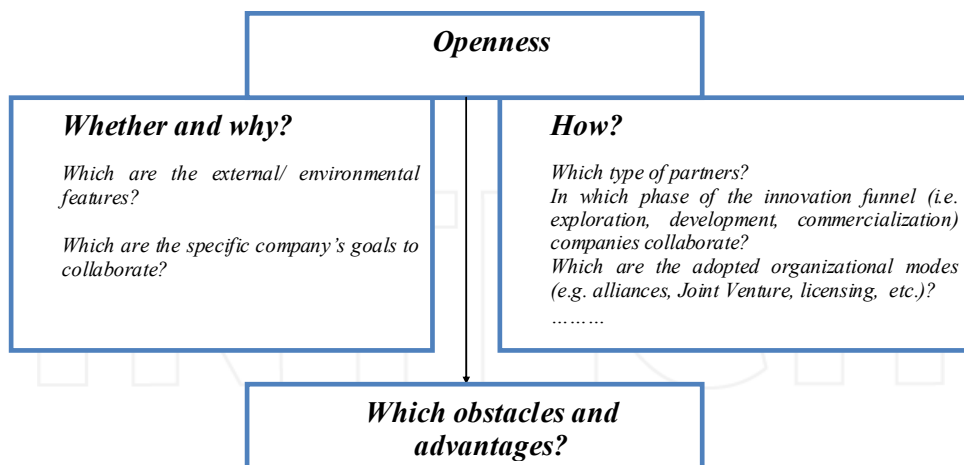 Openness
Whether and why?
Which are the external/ environmental
features?
Which are the specific company's goals to
collaborate?
How?
Which type of partners?
In which phase of the innovation funnel (i.e.
exploration, development, commercialization)
companies collaborate?
Which are the adopted organizational modes
(e.g. alliances, Joint Venture, licensing, etc.)?
………
Which obstacles and
advantages?